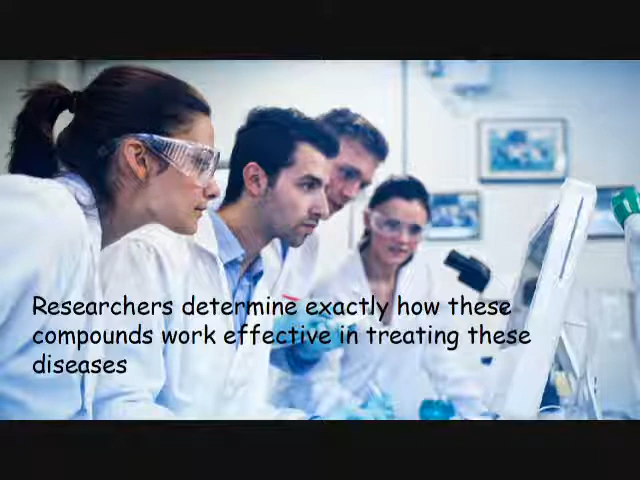 Researchers determine exactly how these
compounds work effective in treating these
diseases